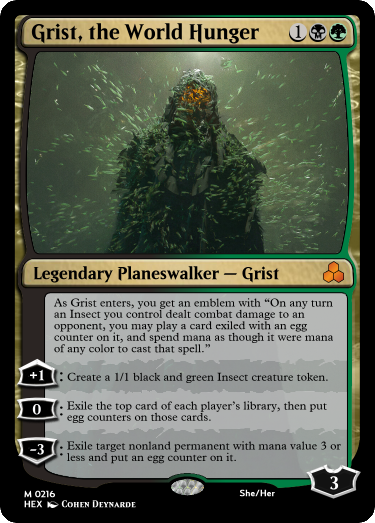 Grist, the World Hunger 1
Legendary Planeswalker — Grist
As Grist enters, you get an emblem with “On any turn
an Insect you control dealt combat damage to an
opponent, you may play a card exiled with an egg
counter on it, and spend mana as though it were mana
of any color to cast that spell.”
+1 : Create a 1/1 black and green Insect creature token.
0 : Exile the top card of each player’s library, then put
egg counters on those cards.
-3 : Exile target nonland permanent with mana value 3 or
less and put an egg counter on it.
3
M 0216 She/Her
HEX Cohen Deynarde